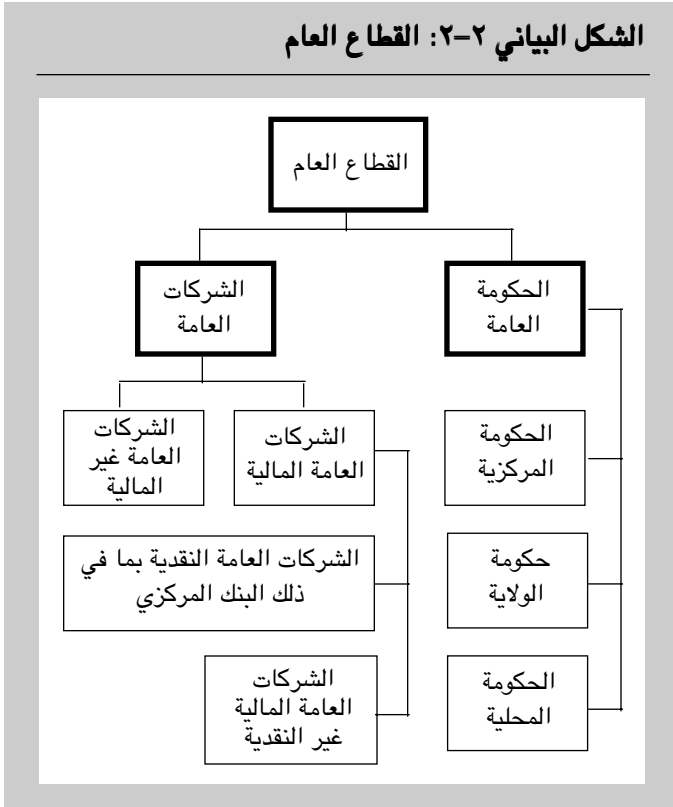 الشكل البياني ٢–٢: القطاع العام
القطاع العام
الحكومة
العامة
الشركات
العامة
الحكومة
المركزية
الشركات
العامة المالية
الشركات
العامة غير
المالية
حكومة
الولاية
الشركات العامة النقدية بما في
ذلك البنك المركزي
الحكومة
المحلية
الشركات
العامة المالية
غير النقدية